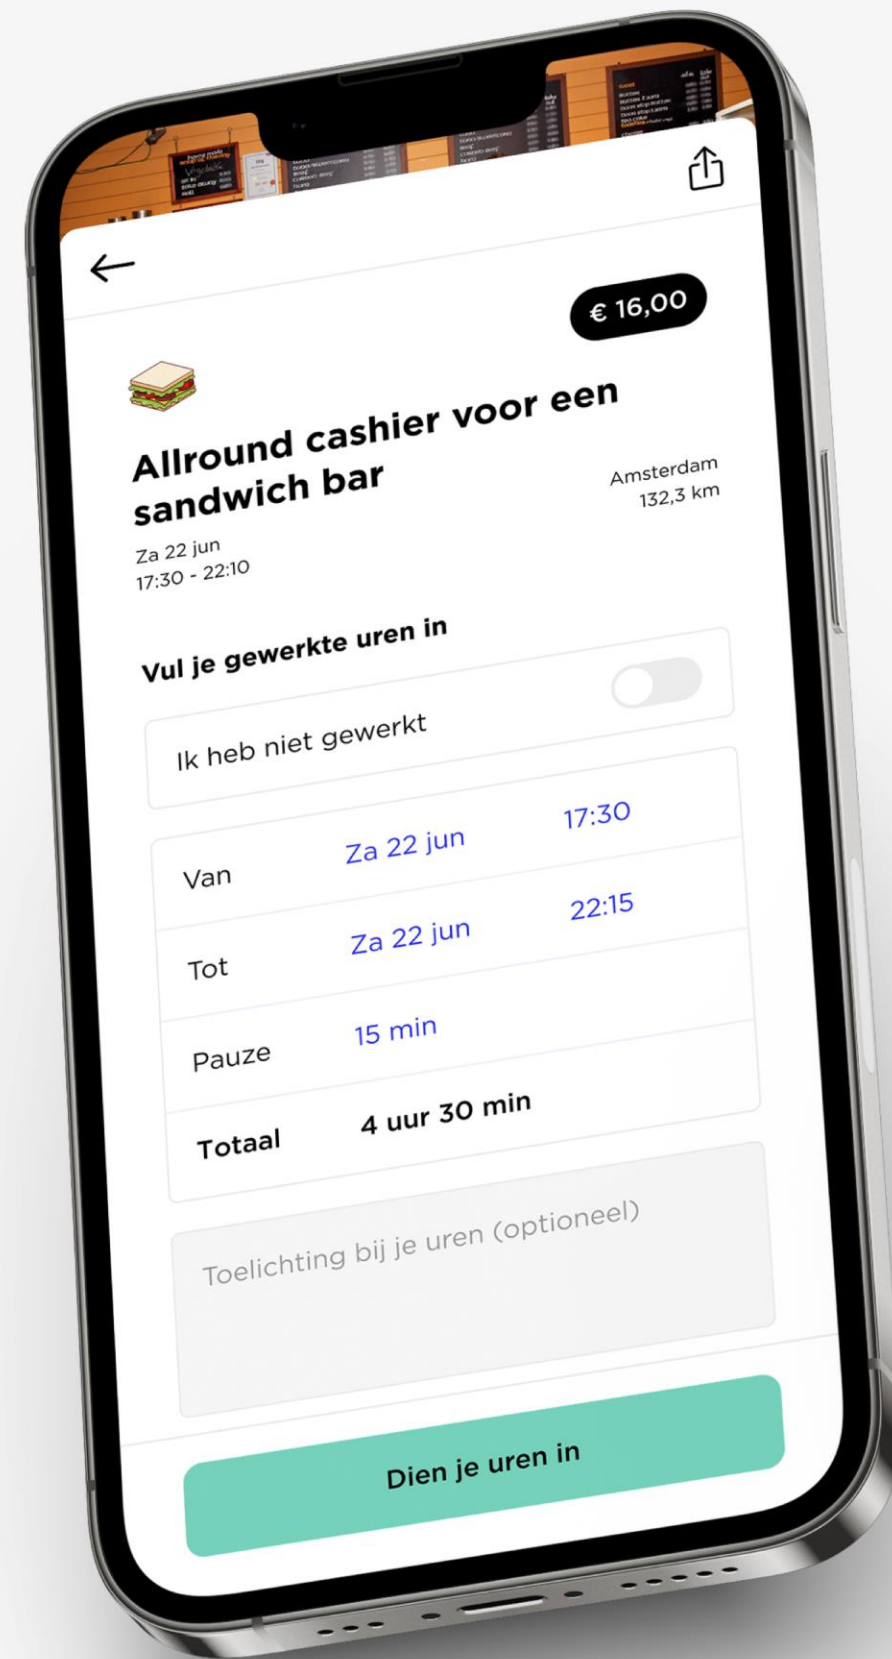 € 16,00
Allround cashier voor een
sandwich bar
Amsterdam
132,3 km
Za 22 jun
17:30 - 22:10
Vul je gewerkte uren in
Ik heb niet gewerkt
Van Za 22 jun 17:30
Tot Za 22 jun 22:15
Pauze 15 min
Totaal 4 uur 30 min
Toelichting bij je uren (optioneel)
Dien je uren in